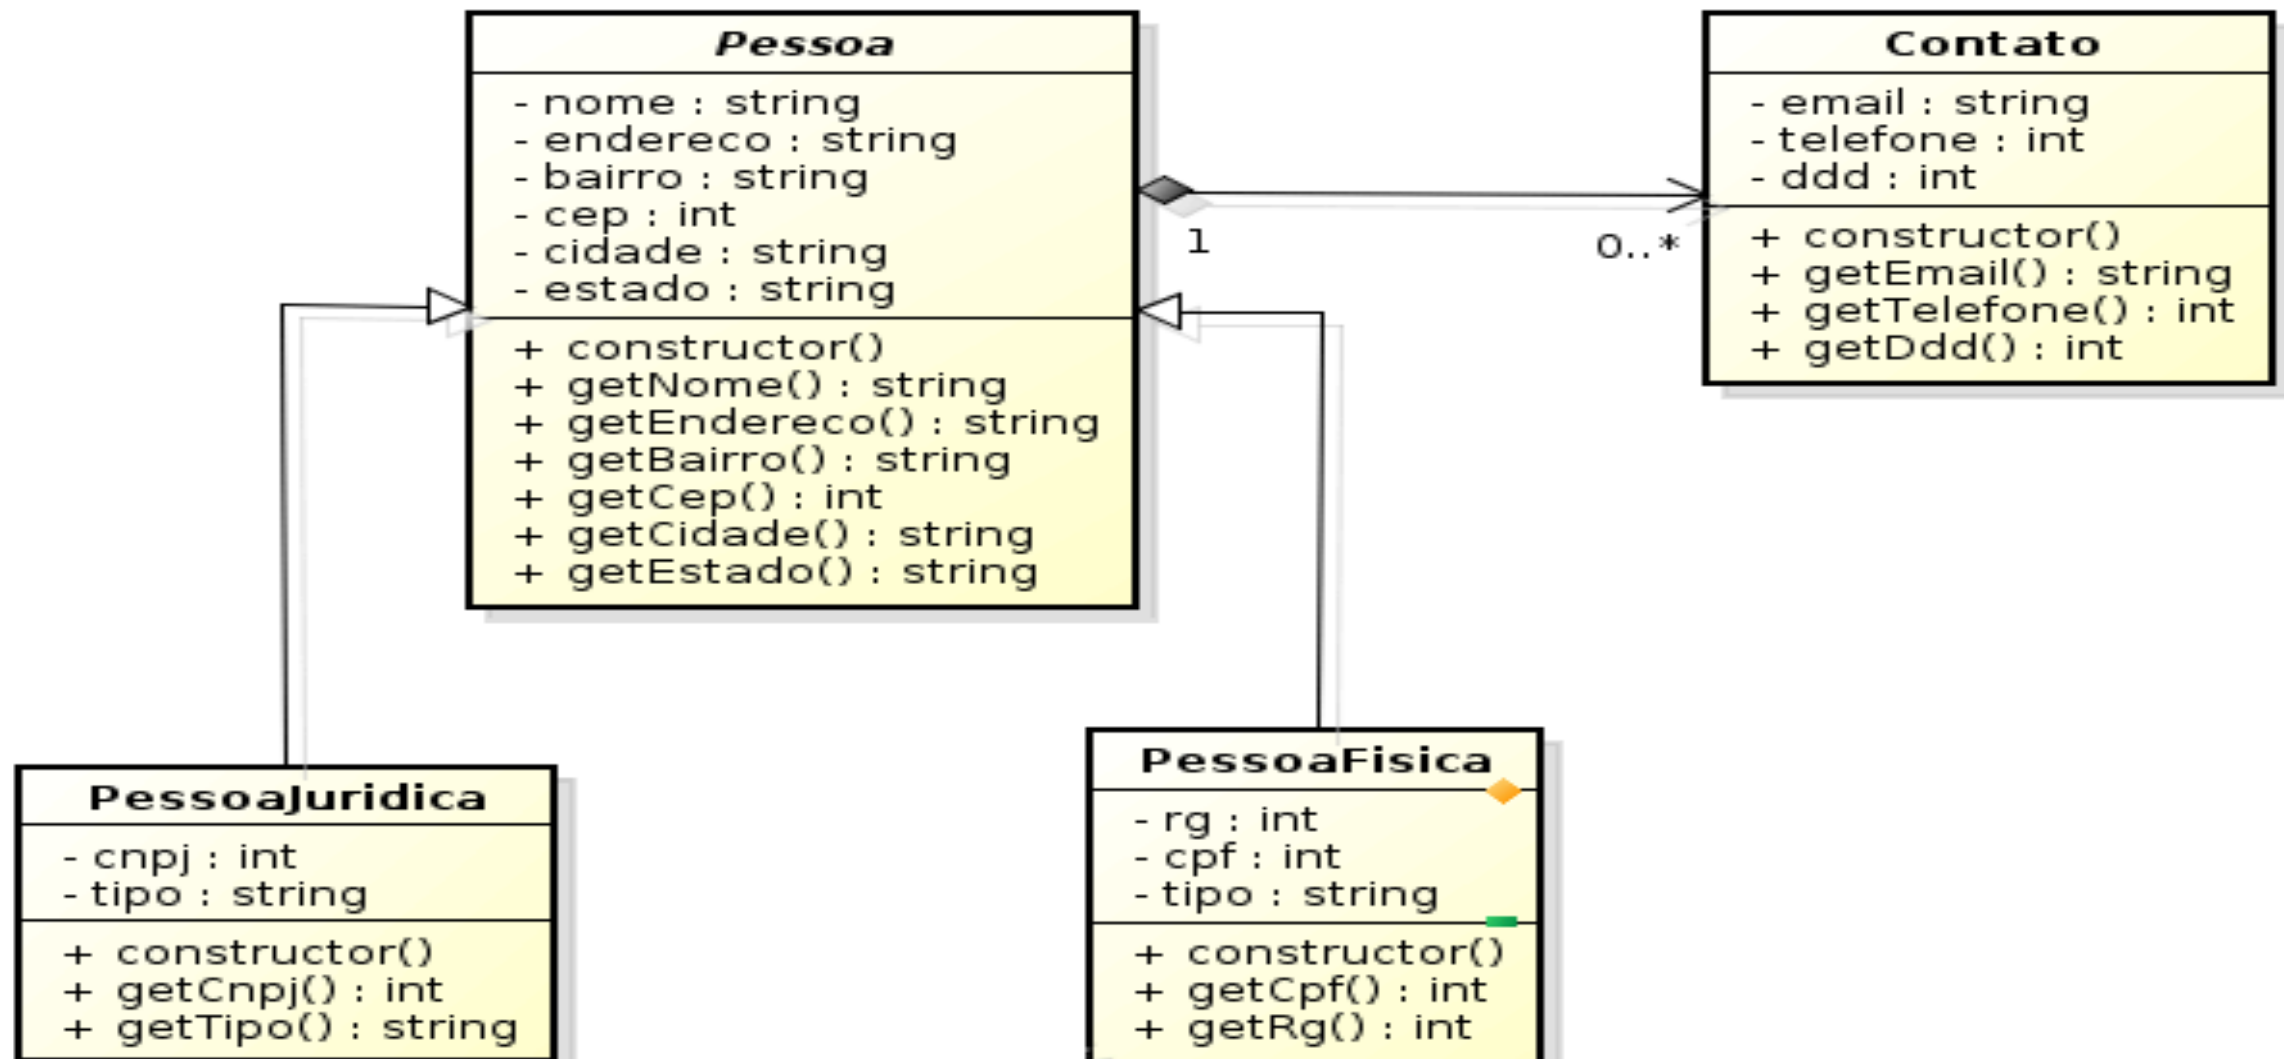 Pessoa
- nome : string
- endereco : string
- bairro : string
- cep : int
- cidade : string
- estado : string
+ constructor()
+ getNome() : string
+ getEndereco() : string
+ getBairro() : string
+ getCep() : int
+ getCidade() : string
+ getEstado() : string
1
0..*
Contato
- email : string
- telefone : int
- ddd : int
+ constructor()
+ getEmail() : string
+ getTelefone() : int
+ getDdd() : int
PessoaJuridica
- cnpj : int
- tipo : string
+ constructor()
+ getCnpj() : int
+ getTipo() : string
PessoaFisica
- rg : int
- cpf : int
- tipo : string
+ constructor()
+ getCpf() : int
+ getRg() : int